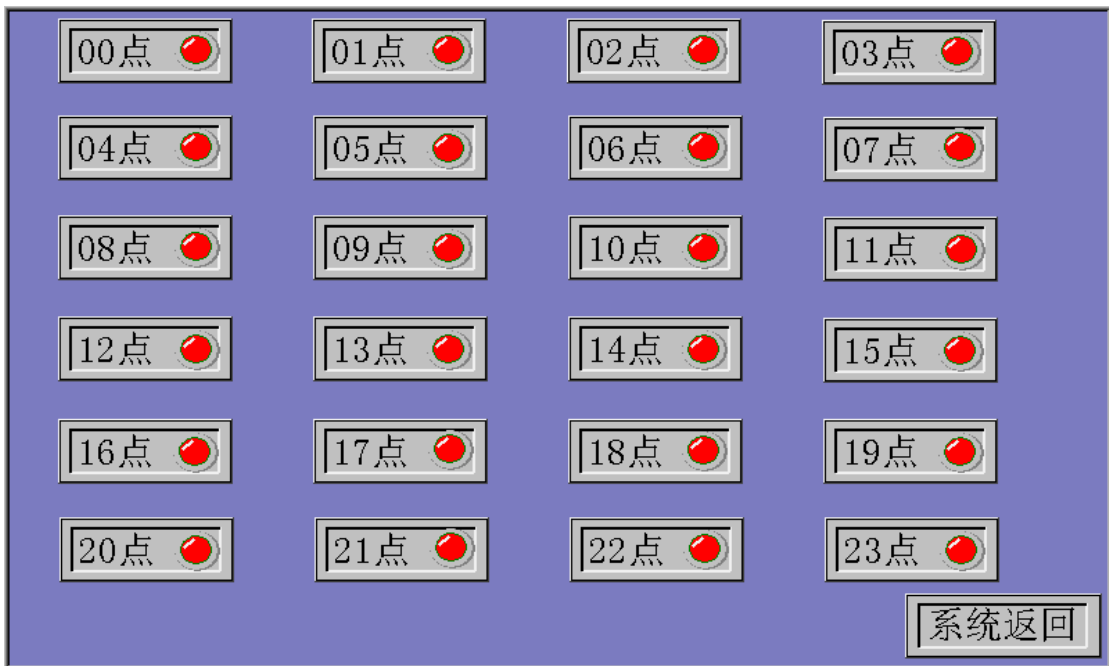 00点 01点 02点 03点
04点 05点 06点 07点
08点 09点 10点 11点
12点 13点 14点 15点
16点 17点 18点 19点
20点 21点 22点 23点
系统返回